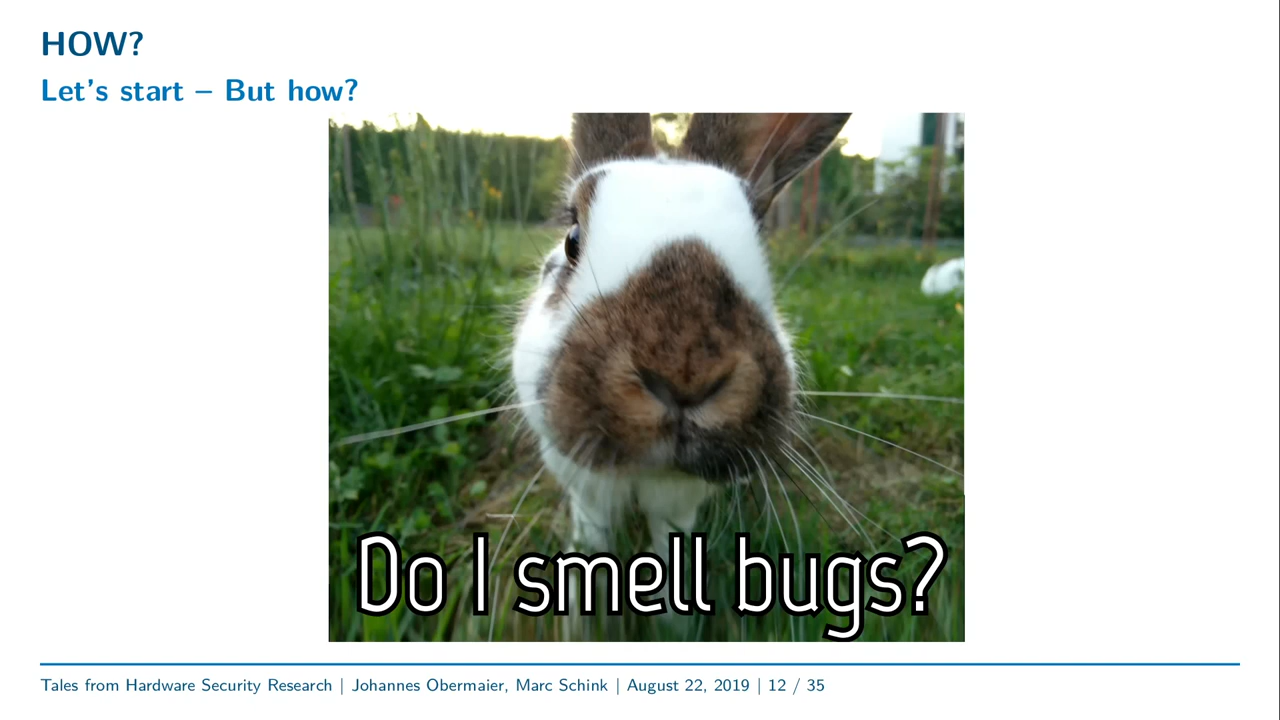 HOW?
Let's start – But how?
Do I smell bugs?
Tales from Hardware Security Research | Johannes Obermaier, Marc Schink | August 22, 2019 | 12 / 35